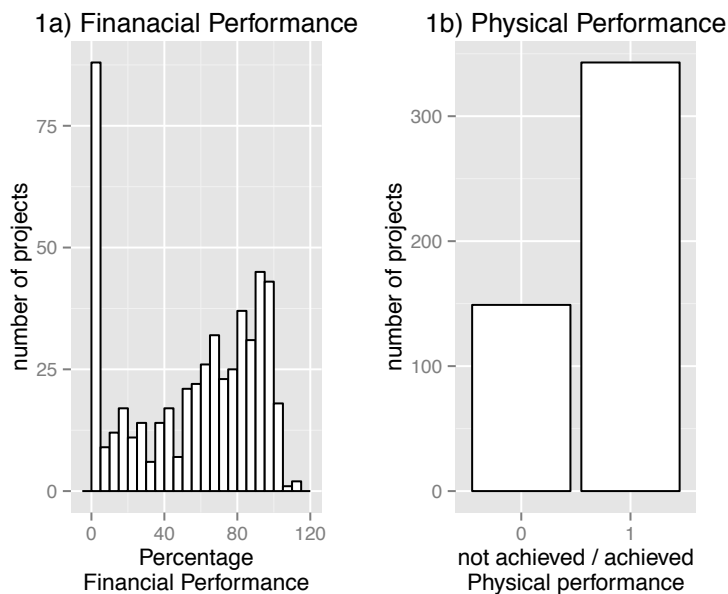 1a) Finanacial Performance
number of projects
75
50
25
0
0 40 80 120
Percentage
Financial Performance
1b) Physical Performance
number of projects
300
200
100
0
0 1
not achieved / achieved
Physical performance